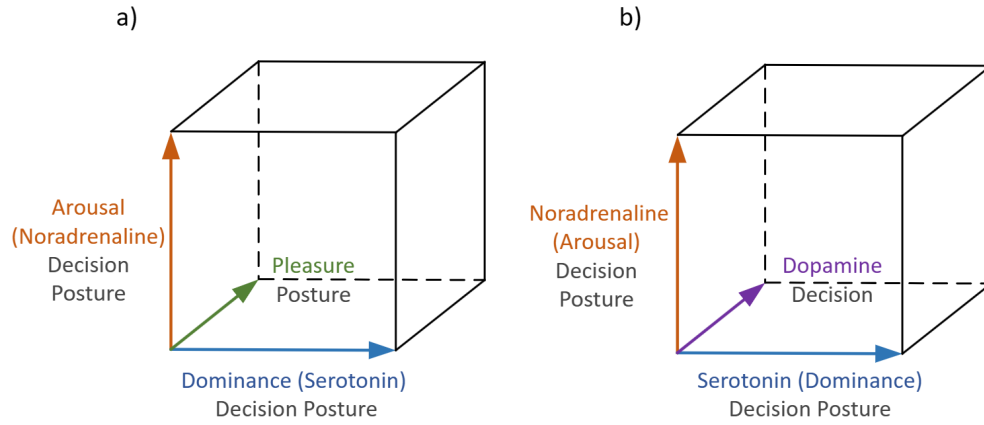 a)
Arousal
(Noradrenaline)
Decision
Posture
Pleasure
Posture
Dominance (Serotonin)
Decision Posture
b)
Noradrenaline
(Arousal)
Decision
Posture
Dopamine
Decision
Serotonin (Dominance)
Decision Posture